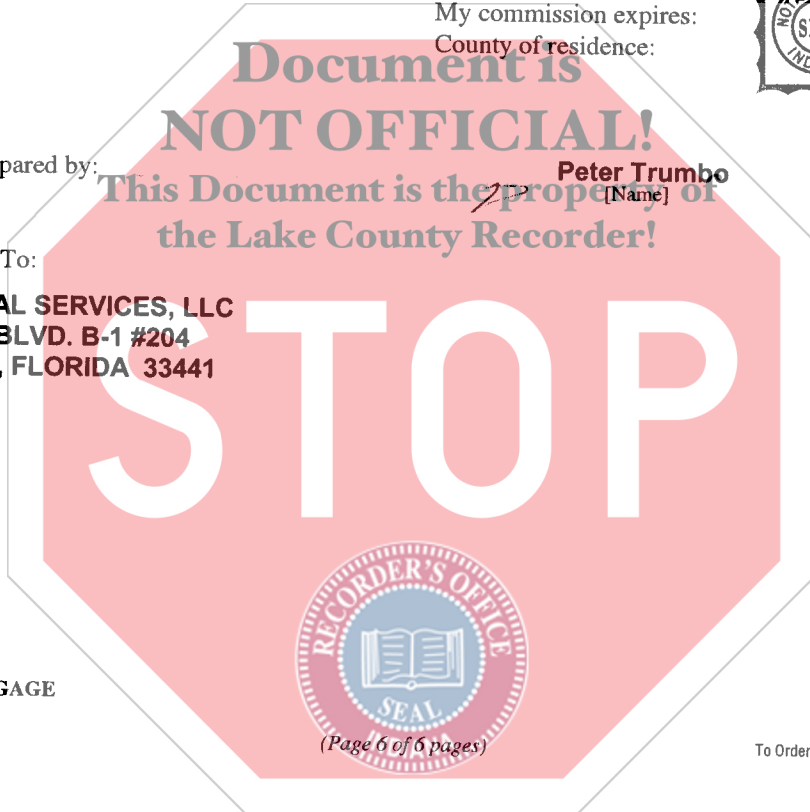 My commission expires:
County of residence:
Document is
NOT OFFICIAL!
pared by:
Peter Trumbo
[Name]
This Document is the property of
the Lake County Recorder!
To:
AL SERVICES, LLC
BLVD. B-1 #204
, FLORIDA 33441
STOP
RECORDER'S OFFICE
SEAL
INDIANA
GAGE
(Page 6 of 6 pages)
To Order